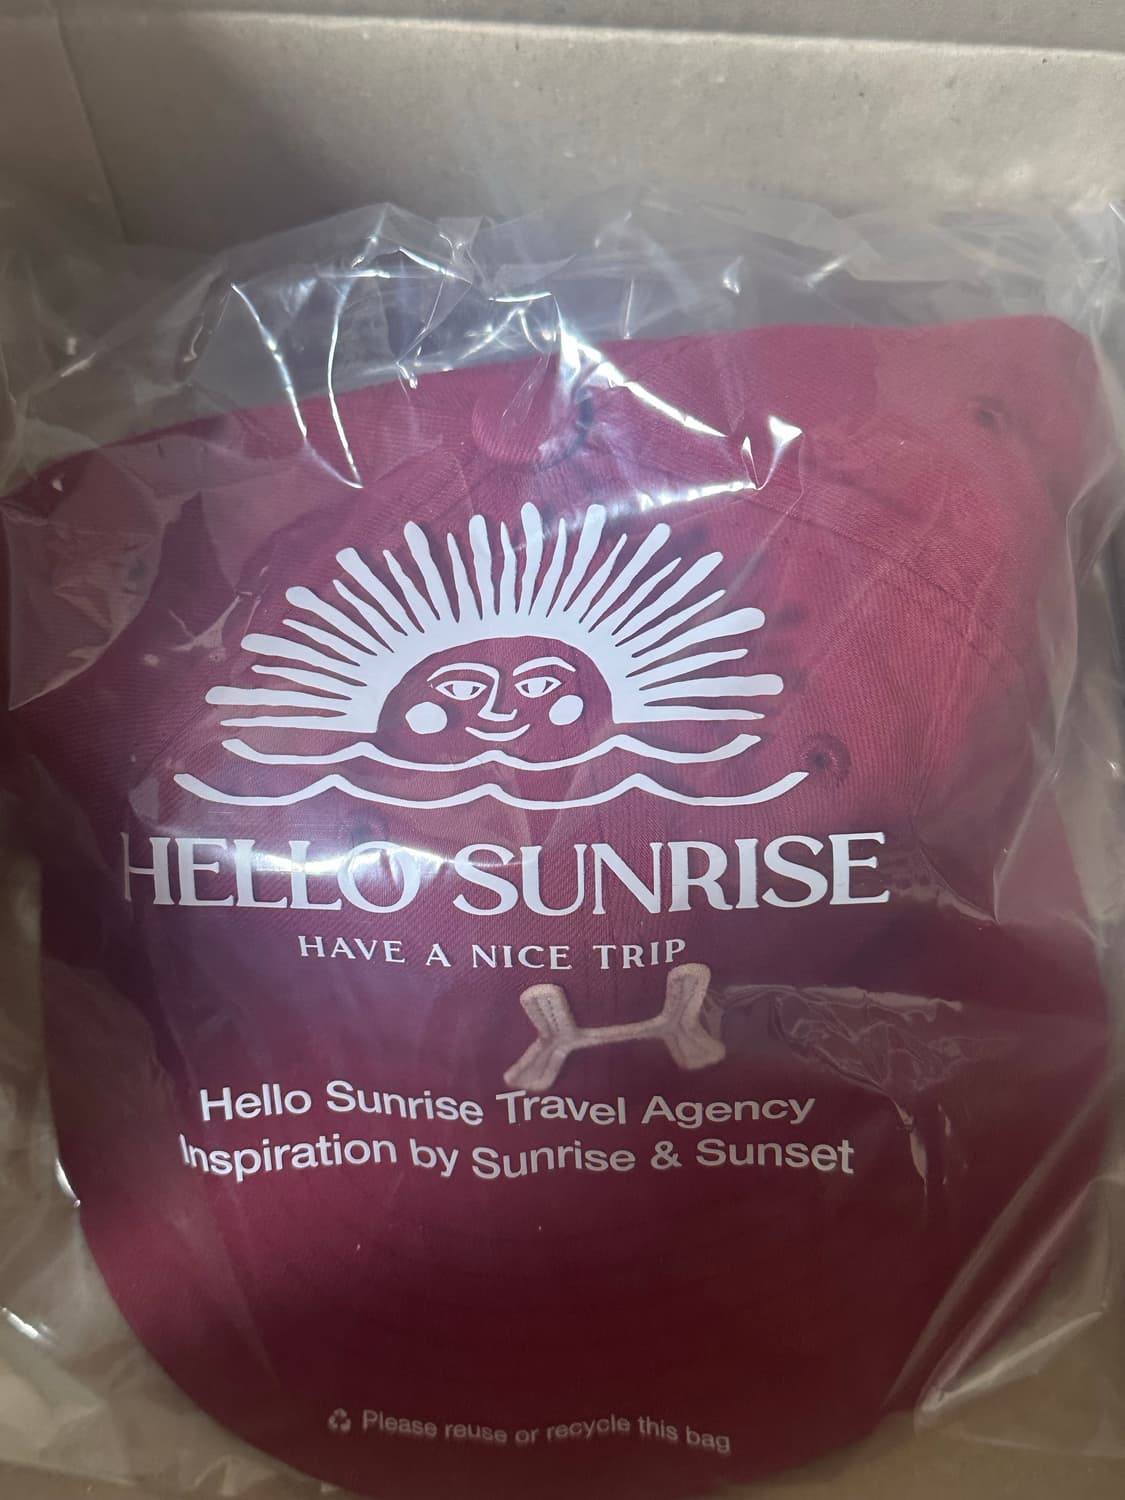 HELLO SUNRISE
HAVE A NICE TRIP
H
Hello Sunrise Travel Agency
Inspiration by Sunrise & Sunset
Please reuse or recycle this bag